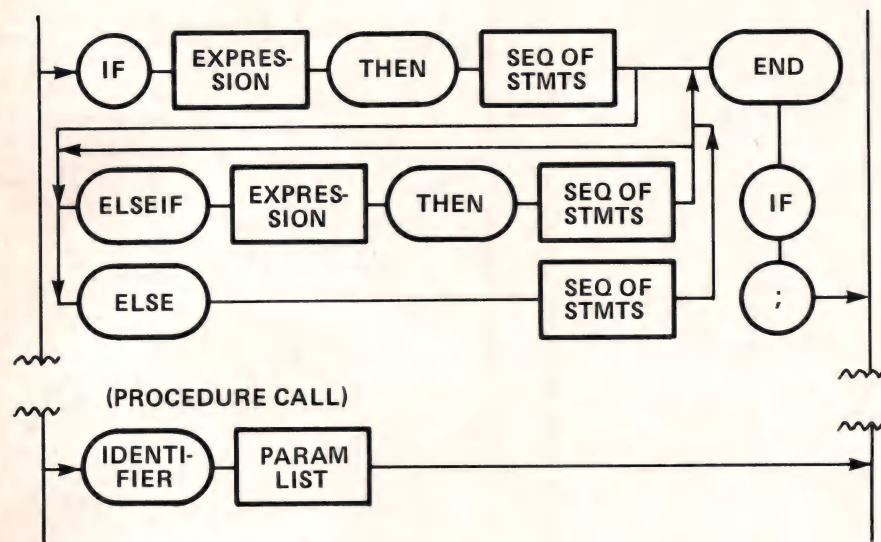 IF
EXPRES-
SION
THEN
SEQ OF
STMTS
END
ELSEIF
EXPRES-
SION
THEN
SEQ OF
STMTS
IF
ELSE
SEQ OF
STMTS
;
(PROCEDURE CALL)
IDENTI-
FIER
PARAM
LIST